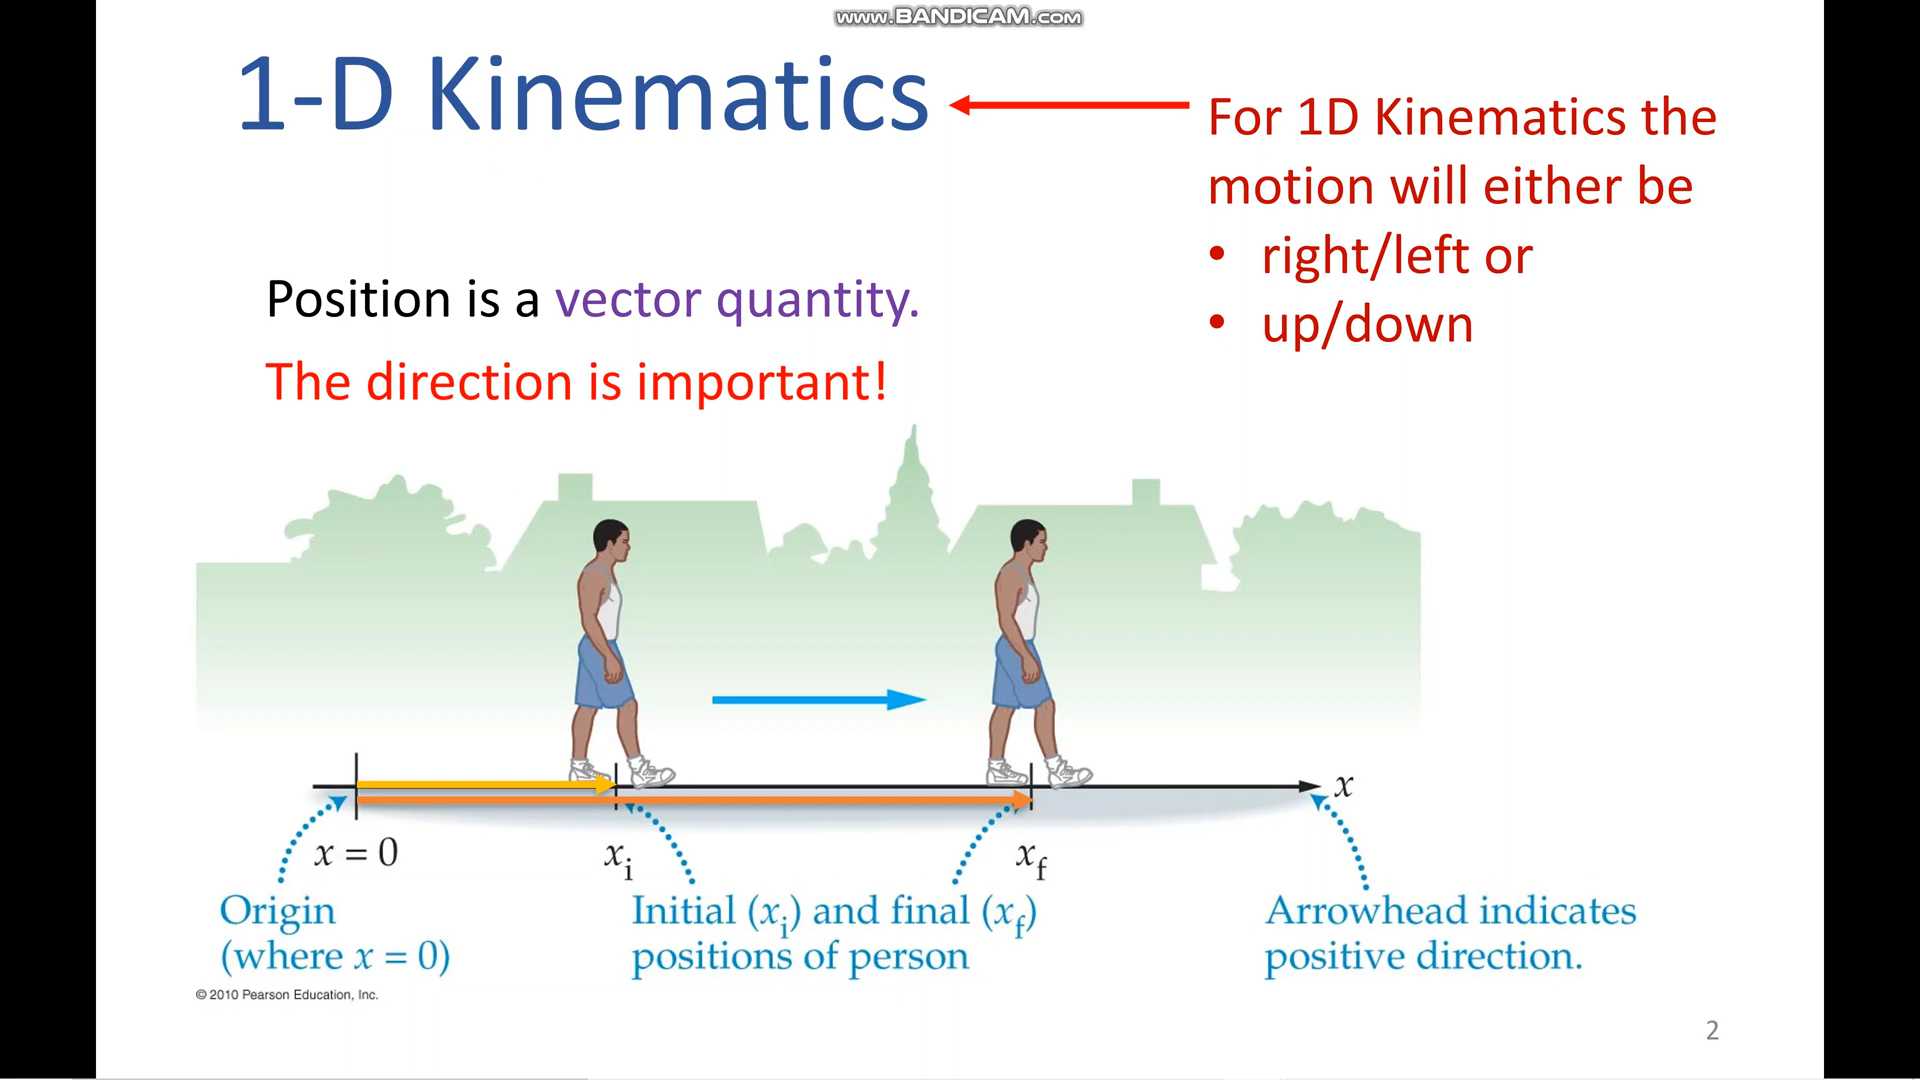 www.BANDICAM.com
1-D Kinematics
For 1D Kinematics the
motion will either be
• right/left or
• up/down
Position is a vector quantity.
The direction is important!
x
x = 0
xi
xf
Origin
(where x = 0)
Initial (xi) and final (xf)
positions of person
Arrowhead indicates
positive direction.
© 2010 Pearson Education, Inc.
2